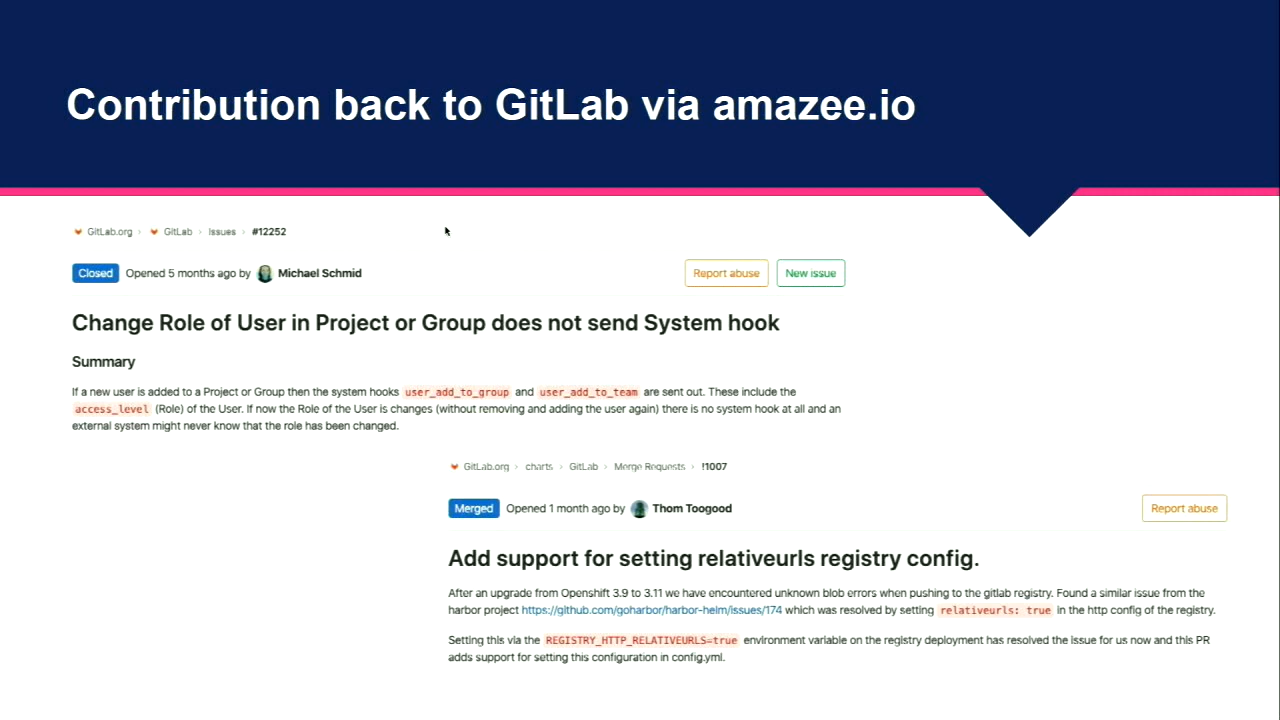 Contribution back to GitLab via amazee.io
GitLab.org › GitLab › Issues › #12252
Closed Opened 5 months ago by Michael Schmid Report abuse New issue
Change Role of User in Project or Group does not send System hook
Summary
If a new user is added to a Project or Group then the system hooks user_add_to_group and user_add_to_team are sent out. These include the
access_level (Role) of the User. If now the Role of the User is changes (without removing and adding the user again) there is no system hook at all and an
external system might never know that the role has been changed.
GitLab.org › charts › GitLab › Merge Requests › !1007
Merged Opened 1 month ago by Thom Toogood Report abuse
Add support for setting relativeurls registry config.
After an upgrade from Openshift 3.9 to 3.11 we have encountered unknown blob errors when pushing to the gitlab registry. Found a similar issue from the
harbor project https://github.com/goharbor/harbor-helm/issues/174 which was resolved by setting relativeurls: true in the http config of the registry.
Setting this via the REGISTRY_HTTP_RELATIVEURLS=true environment variable on the registry deployment has resolved the issue for us now and this PR
adds support for setting this configuration in config.yml.